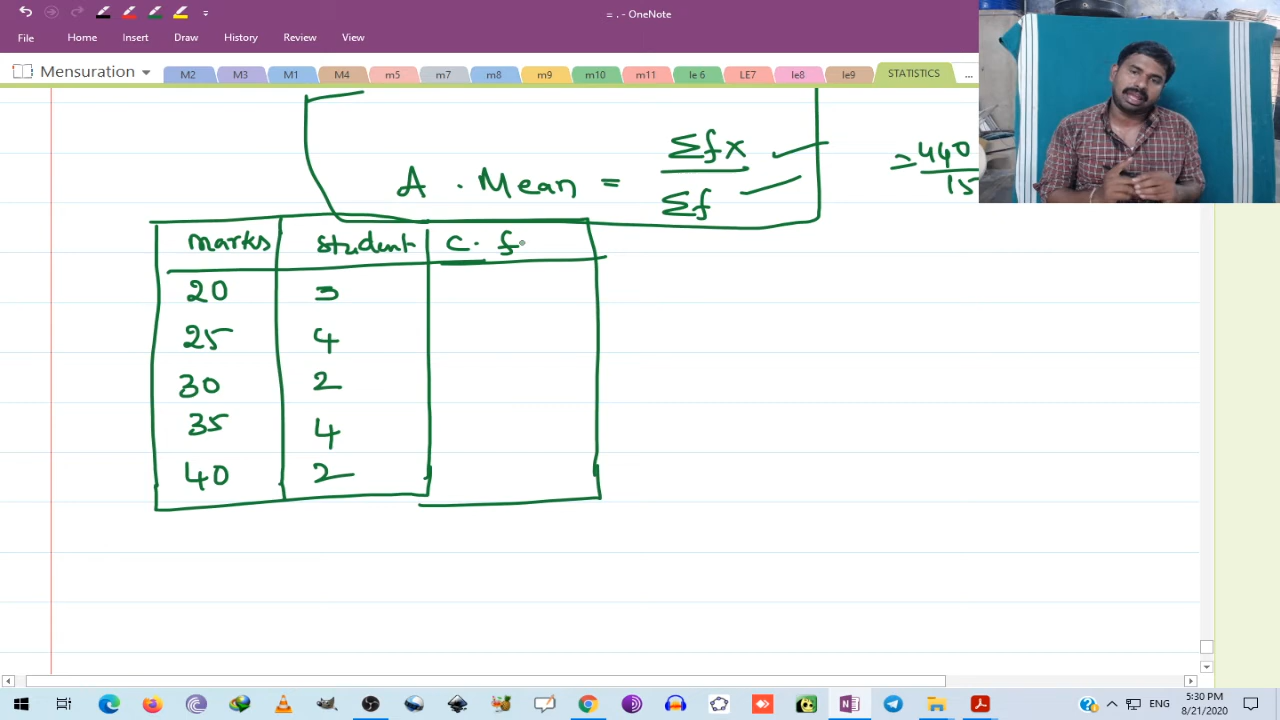 = . - OneNote
File Home Insert Draw History Review View
Mensuration M2 M3 M1 M4 m5 m7 m8 m9 m10 m11 le 6 LE7 le8 le9 STATISTICS ...
A . Mean = Σfx / Σf
= 440 / 15
marks student c. f.
20 3
25 4
30 2
35 4
40 2
ENG
5:30 PM
8/21/2020